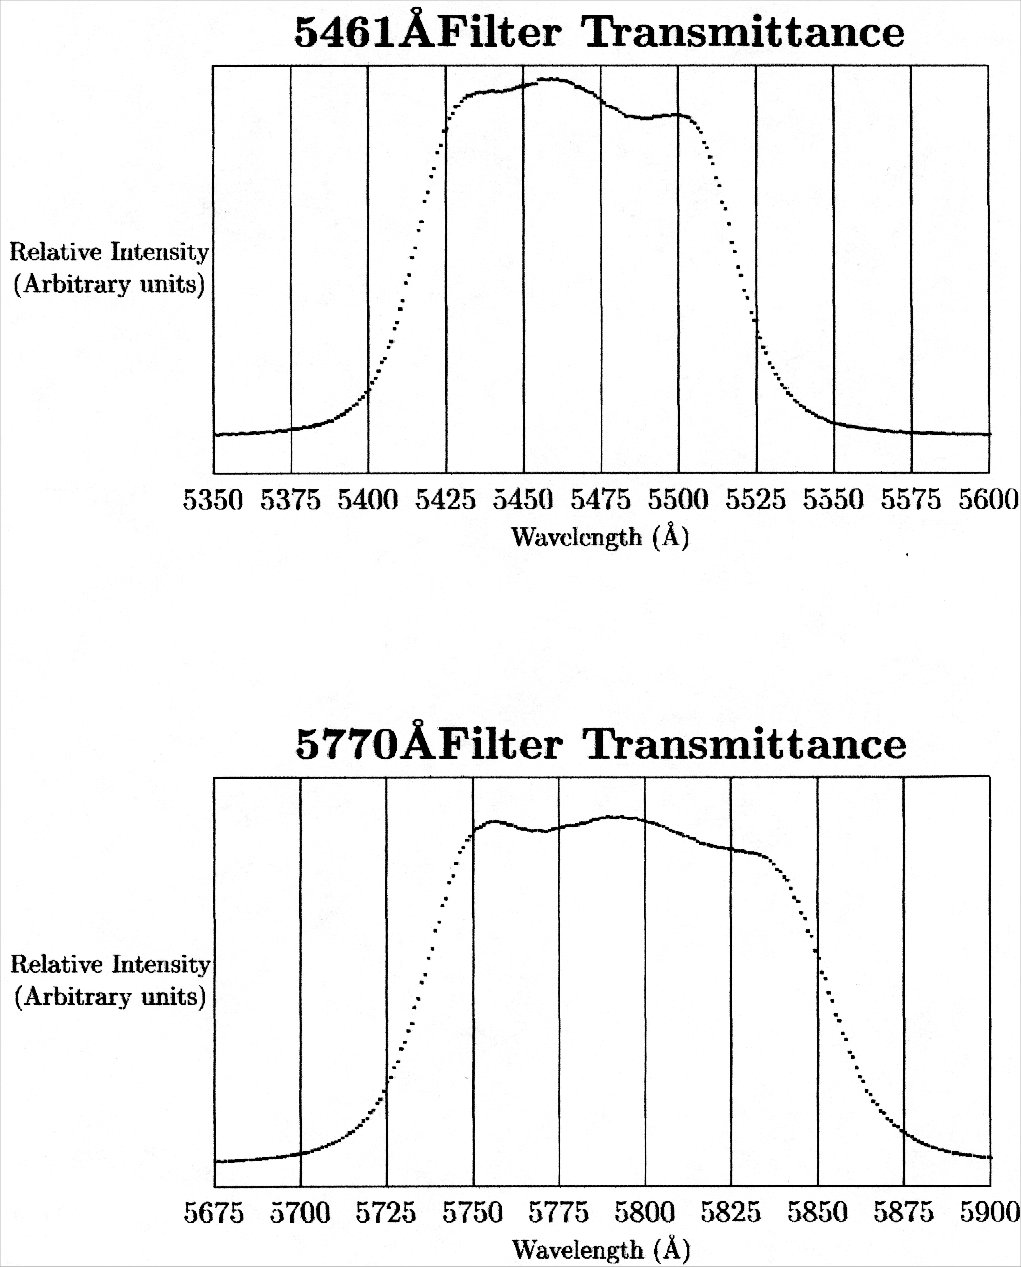 5461ÅFilter Transmittance
Relative Intensity
(Arbitrary units)
5350 5375 5400 5425 5450 5475 5500 5525 5550 5575 5600
Wavelength (Å)
5770ÅFilter Transmittance
Relative Intensity
(Arbitrary units)
5675 5700 5725 5750 5775 5800 5825 5850 5875 5900
Wavelength (Å)